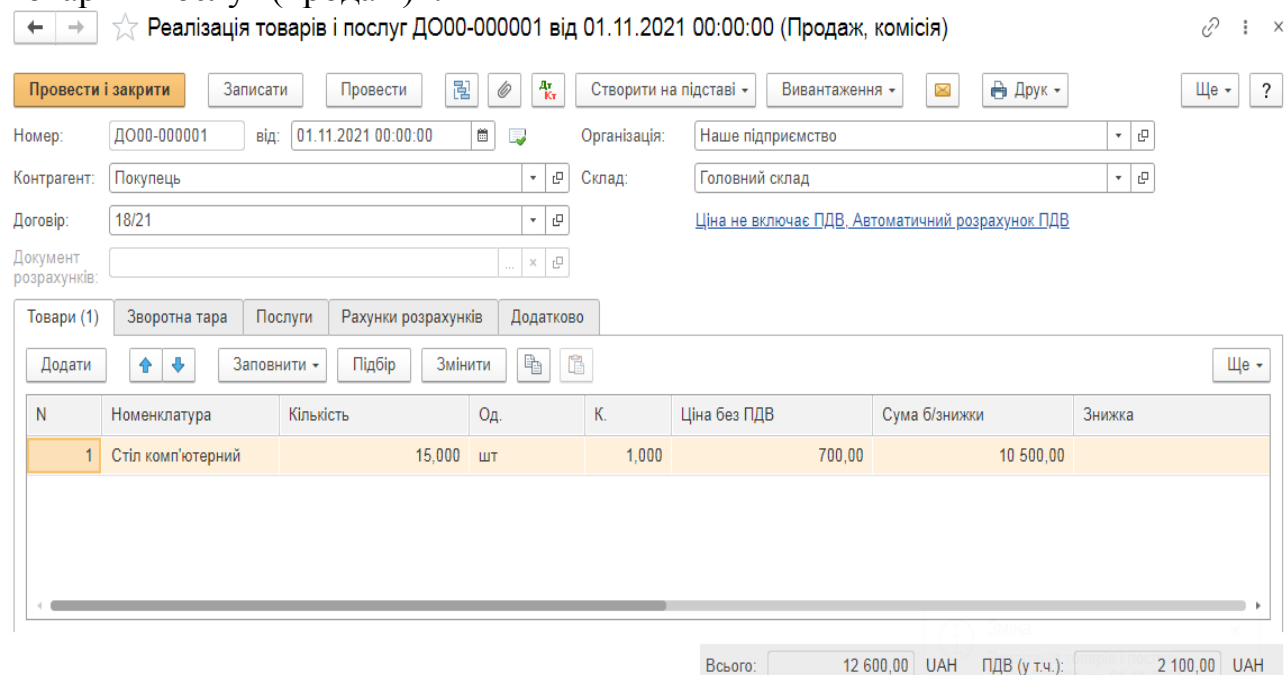 Реалізація товарів і послуг ДО00-000001 від 01.11.2021 00:00:00 (Продаж, комісія)
Провести і закрити Записати Провести Дт Кт Створити на підставі Вивантаження Друк Ще ?
Номер: ДО00-000001 від: 01.11.2021 00:00:00 Організація: Наше підприємство
Контрагент: Покупець Склад: Головний склад
Договір: 18/21 Ціна не включає ПДВ, Автоматичний розрахунок ПДВ
Документ розрахунків: ...
Товари (1) Зворотна тара Послуги Рахунки розрахунків Додатково
Додати Заповнити Підбір Змінити Ще
N Номенклатура Кількість Од. К. Ціна без ПДВ Сума б/знижки Знижка
1 Стіл комп'ютерний 15,000 шт 1,000 700,00 10 500,00
Всього: 12 600,00 UAH ПДВ (у т.ч.): 2 100,00 UAH